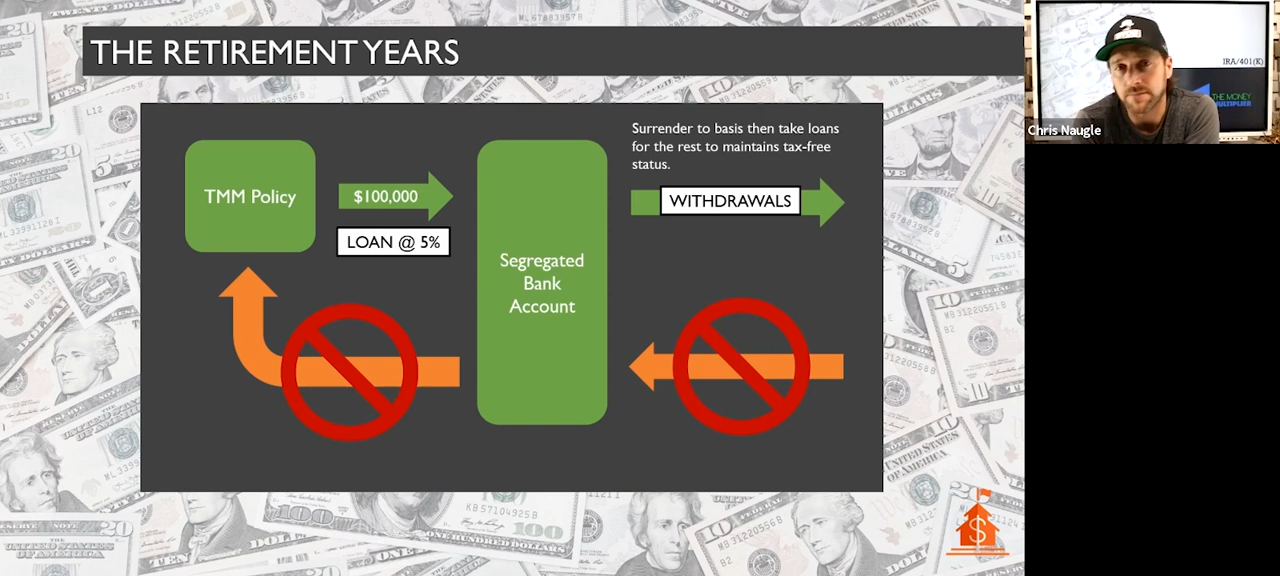 THE RETIREMENT YEARS
TMM Policy
$100,000
LOAN @ 5%
Segregated
Bank
Account
Surrender to basis then take loans
for the rest to maintains tax-free
status.
WITHDRAWALS
IRA/401(K)
THE MONEY
MULTIPLIER
Chris Naugle